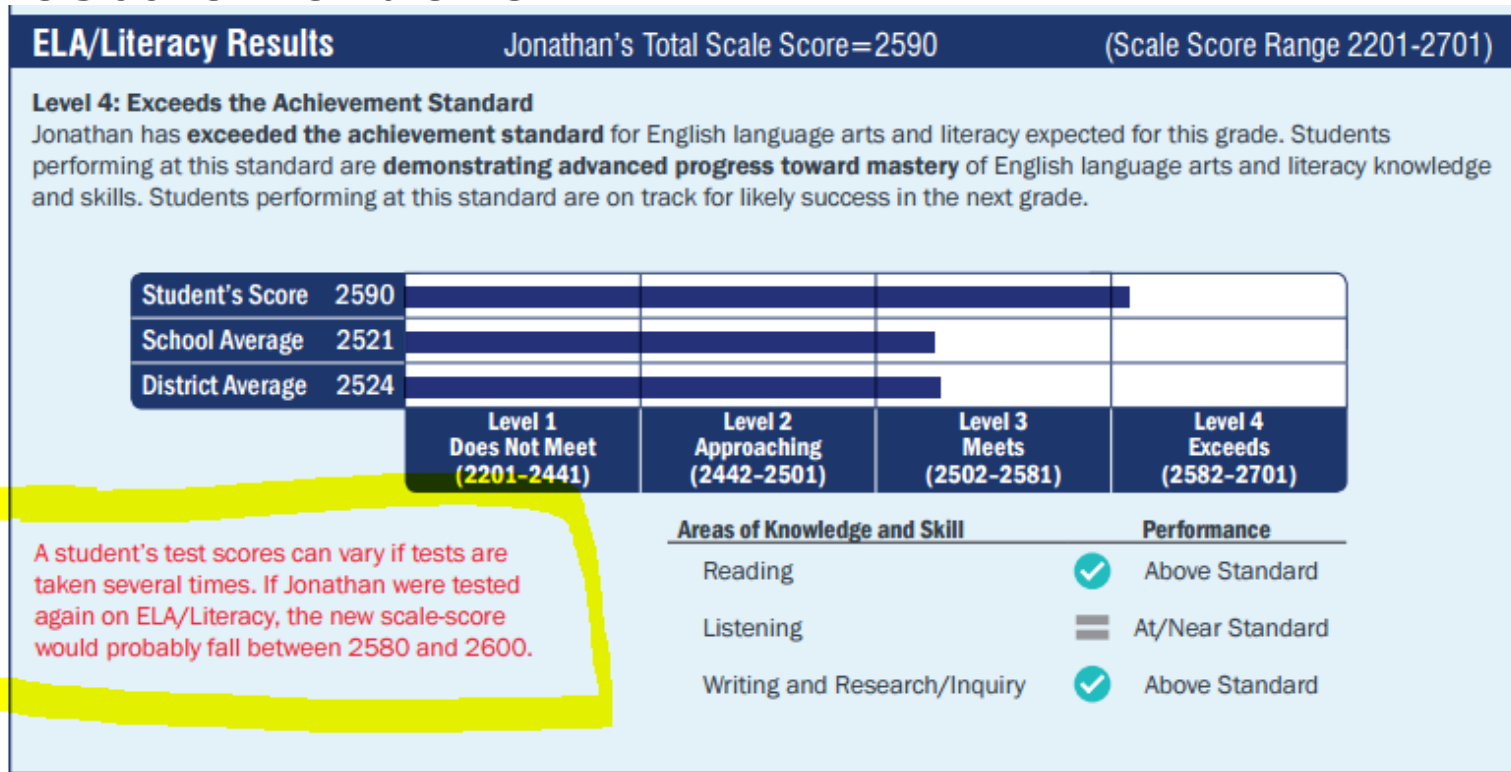 ELA/Literacy Results Jonathan's Total Scale Score=2590 (Scale Score Range 2201-2701)
Level 4: Exceeds the Achievement Standard
Jonathan has exceeded the achievement standard for English language arts and literacy expected for this grade. Students
performing at this standard are demonstrating advanced progress toward mastery of English language arts and literacy knowledge
and skills. Students performing at this standard are on track for likely success in the next grade.
Student's Score 2590
School Average 2521
District Average 2524
Level 1 Level 2 Level 3 Level 4
Does Not Meet Approaching Meets Exceeds
(2201–2441) (2442–2501) (2502–2581) (2582–2701)
A student's test scores can vary if tests are
taken several times. If Jonathan were tested
again on ELA/Literacy, the new scale-score
would probably fall between 2580 and 2600.
Areas of Knowledge and Skill Performance
Reading Above Standard
Listening At/Near Standard
Writing and Research/Inquiry Above Standard